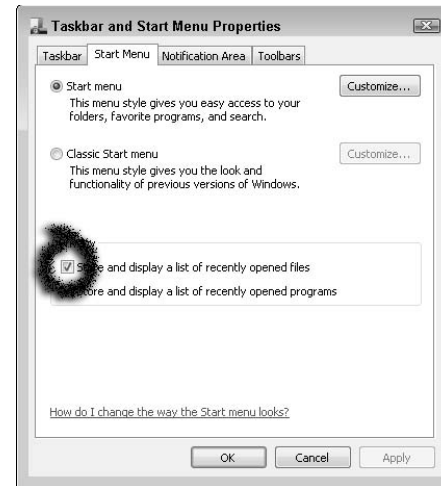 Taskbar and Start Menu Properties
Taskbar
Start Menu
Notification Area
Toolbars
Start menu
Customize...
This menu style gives you easy access to your
folders, favorite programs, and search.
Classic Start menu
Customize...
This menu style gives you the look and
functionality of previous versions of Windows.
and display a list of recently opened files
and display a list of recently opened programs
How do I change the way the Start menu looks?
OK
Cancel
Apply